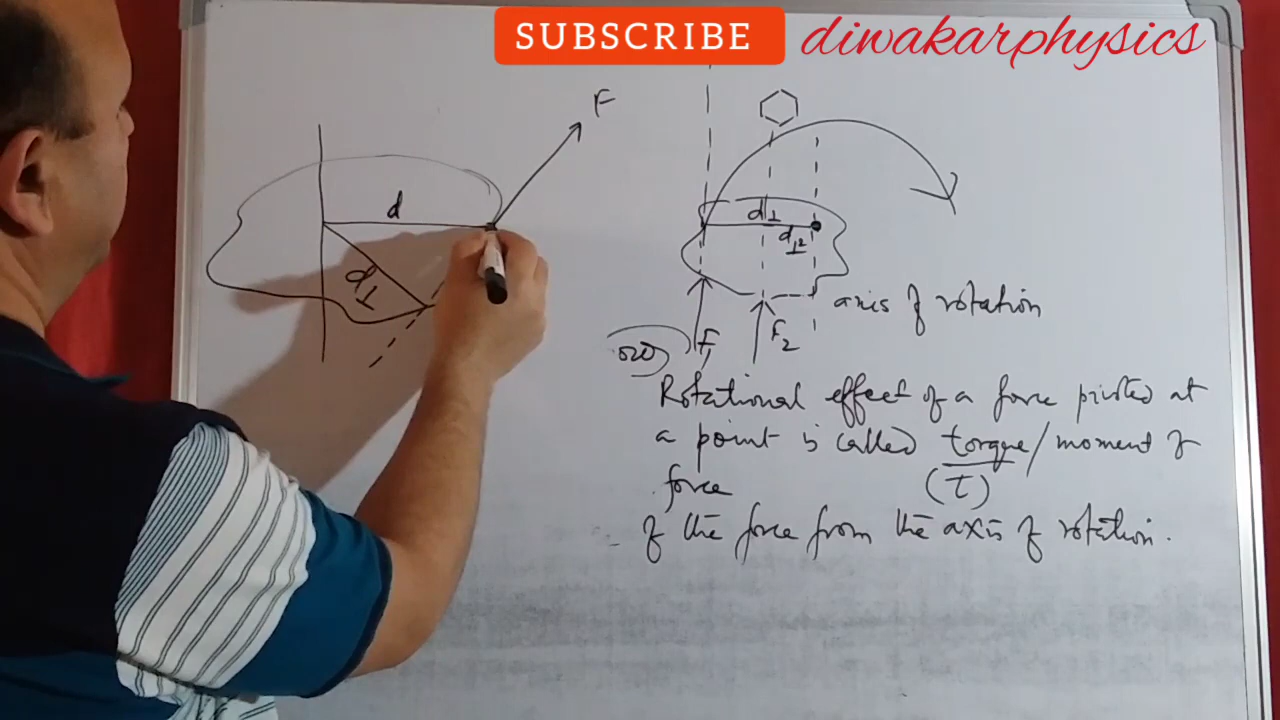 SUBSCRIBE diwakarphysics
F
d
d⊥
d⊥
d⊥2
axis of rotation
F2
F1
Rotational effect of a force pivoted at
a point is called torque/moment of
force (τ)
of the force from the axis of rotation.